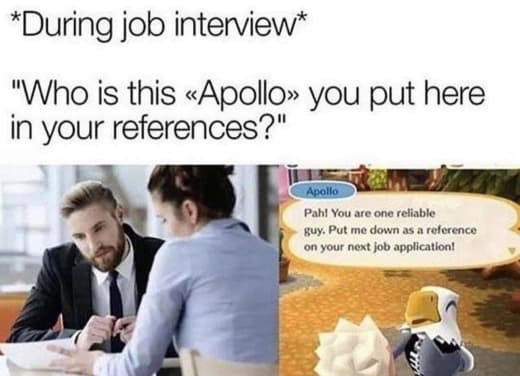 *During job interview*
"Who is this «Apollo» you put here
in your references?"
Apollo
Pah! You are one reliable
guy. Put me down as a reference
on your next job application!